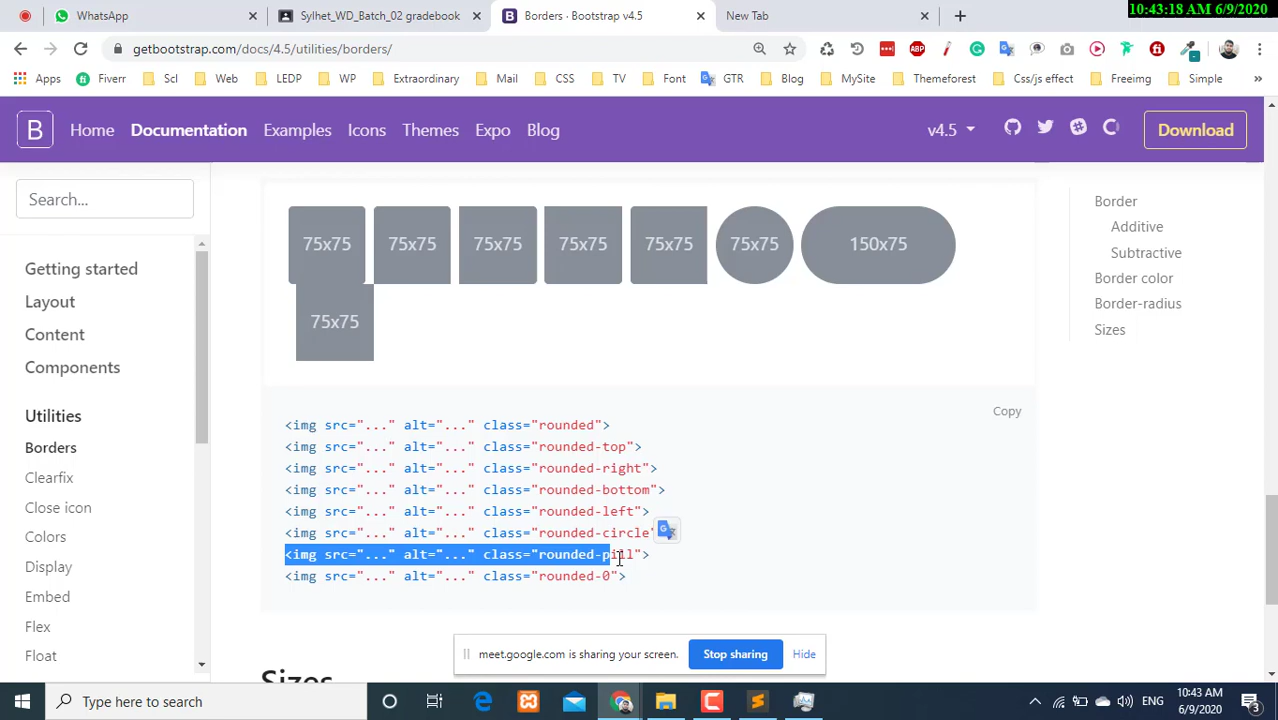 10:43:18 AM 6/9/2020
WhatsApp
Sylhet_WD_Batch_02 gradebook
Borders · Bootstrap v4.5
New Tab
getbootstrap.com/docs/4.5/utilities/borders/
Apps
Fiverr
Scl
Web
LEDP
WP
Extraordinary
Mail
CSS
TV
Font
GTR
Blog
MySite
Themeforest
Css/js effect
Freeimg
Simple
B
Home
Documentation
Examples
Icons
Themes
Expo
Blog
v4.5
Download
Search...
Getting started
Layout
Content
Components
Utilities
Borders
Clearfix
Close icon
Colors
Display
Embed
Flex
Float
75x75 75x75 75x75 75x75 75x75 75x75 150x75
75x75
Copy
<img src="..." alt="..." class="rounded">
<img src="..." alt="..." class="rounded-top">
<img src="..." alt="..." class="rounded-right">
<img src="..." alt="..." class="rounded-bottom">
<img src="..." alt="..." class="rounded-left">
<img src="..." alt="..." class="rounded-circle"
<img src="..." alt="..." class="rounded-pill">
<img src="..." alt="..." class="rounded-0">
Sizes
Border
Additive
Subtractive
Border color
Border-radius
Sizes
meet.google.com is sharing your screen.
Stop sharing
Hide
Type here to search
ENG
10:43 AM
6/9/2020
3